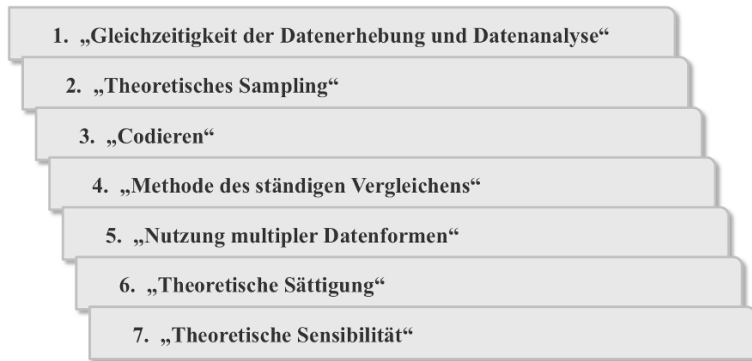 1. „Gleichzeitigkeit der Datenerhebung und Datenanalyse“
2. „Theoretisches Sampling“
3. „Codieren“
4. „Methode des ständigen Vergleichens“
5. „Nutzung multipler Datenformen“
6. „Theoretische Sättigung“
7. „Theoretische Sensibilität“